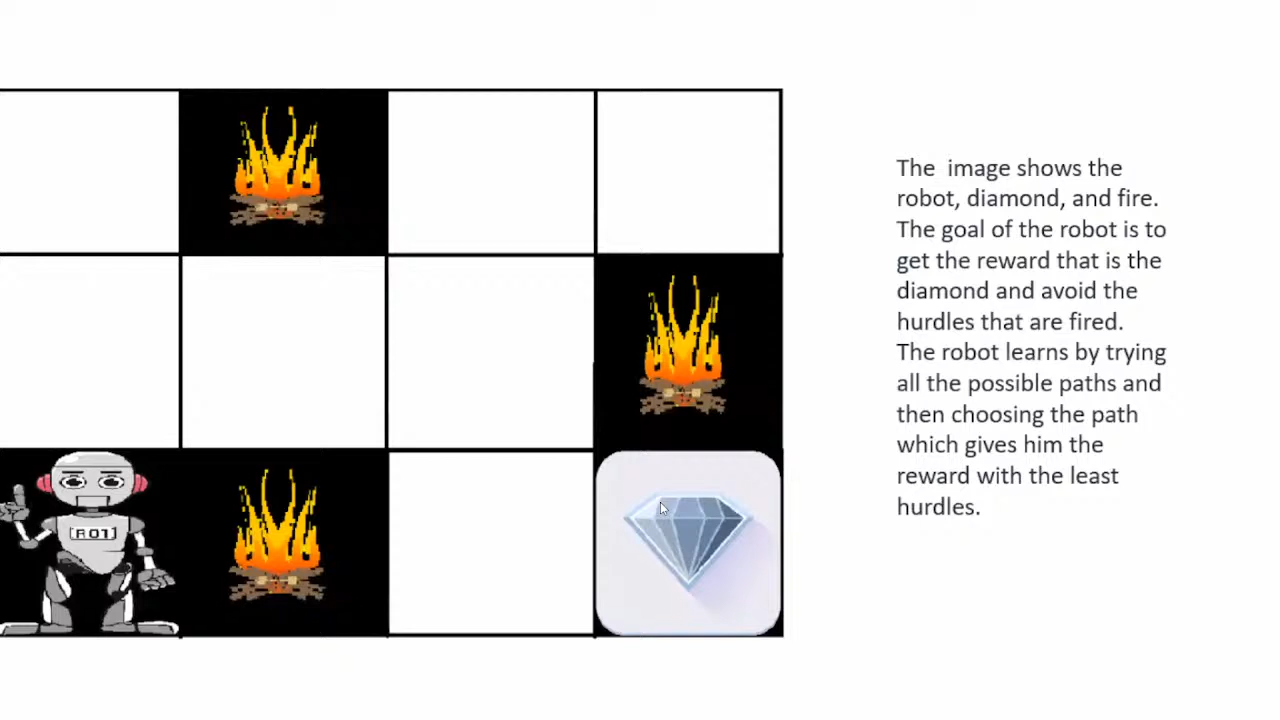 The  image shows the
robot, diamond, and fire.
The goal of the robot is to
get the reward that is the
diamond and avoid the
hurdles that are fired.
The robot learns by trying
all the possible paths and
then choosing the path
which gives him the
reward with the least
hurdles.